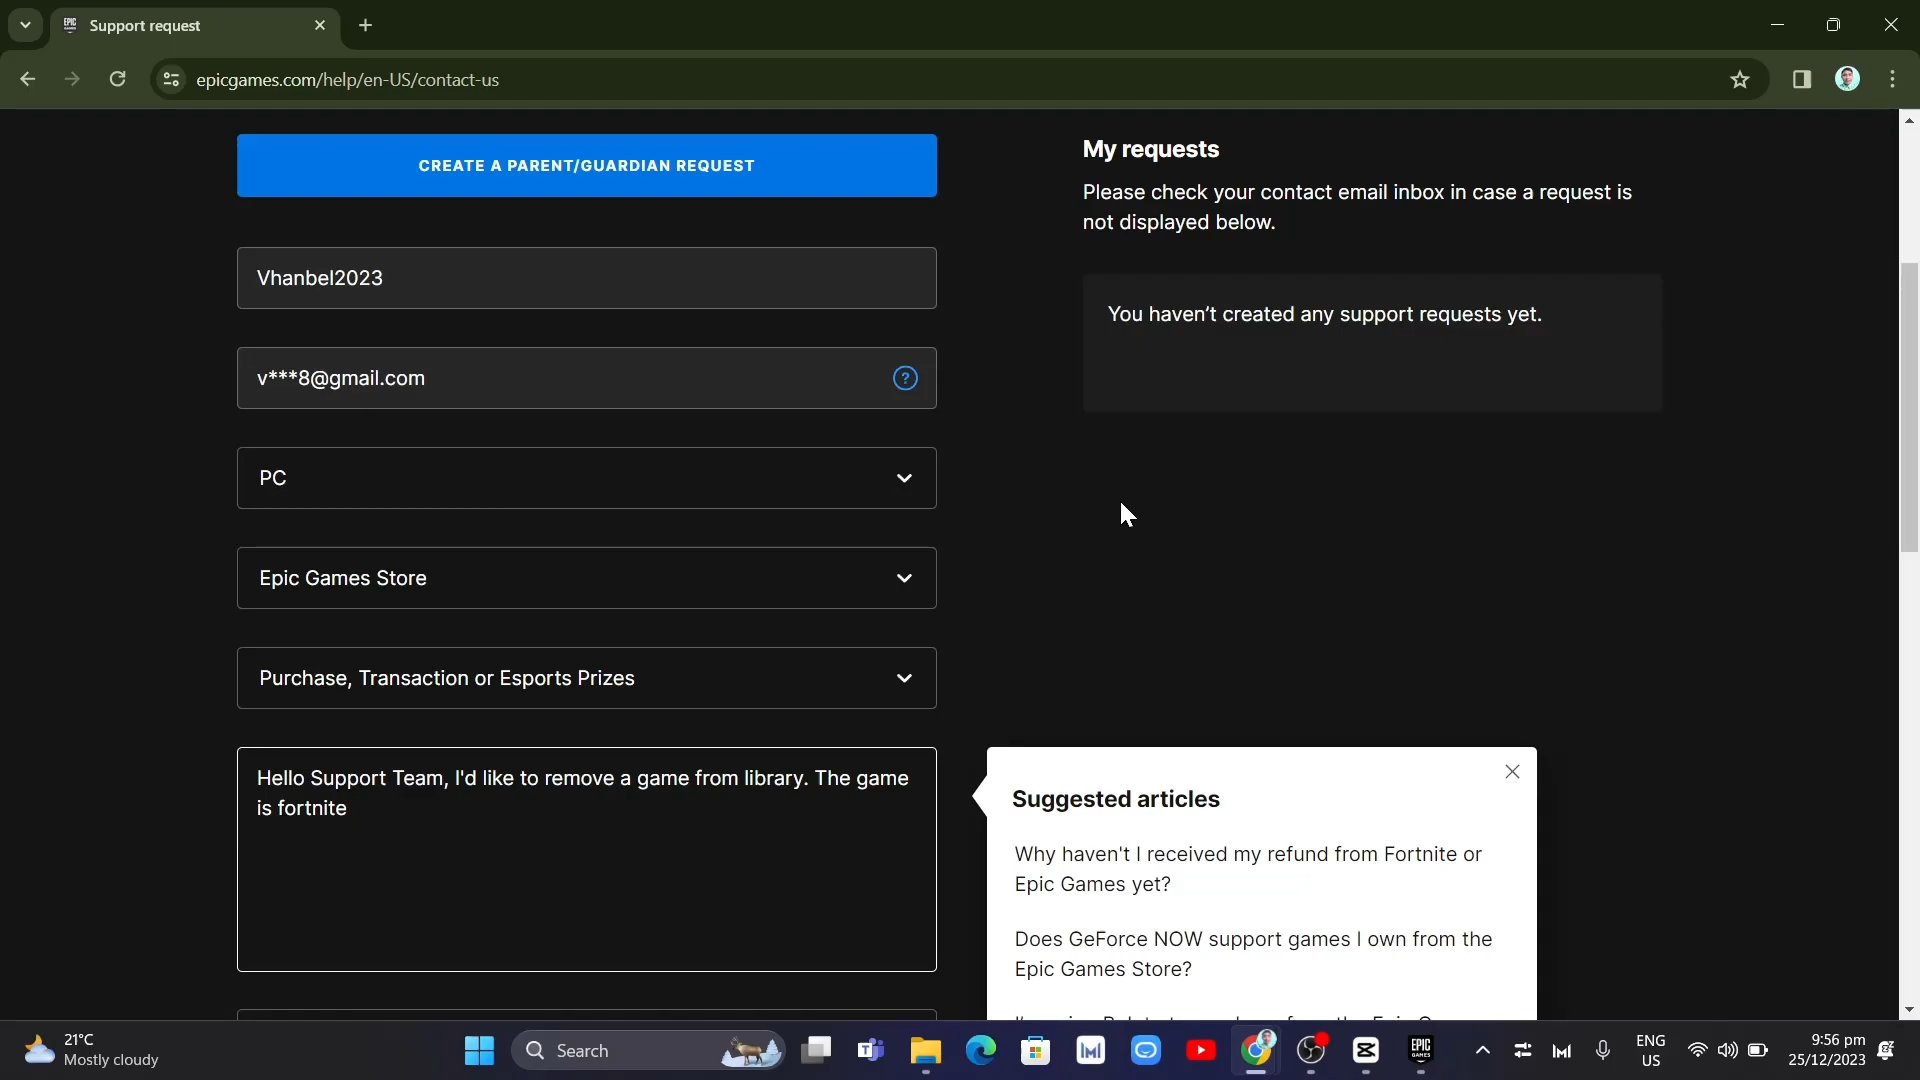 Support request
epicgames.com/help/en-US/contact-us
CREATE A PARENT/GUARDIAN REQUEST
Vhanbel2023
v***8@gmail.com
?
PC
Epic Games Store
Purchase, Transaction or Esports Prizes
Hello Support Team, I'd like to remove a game from library. The game
is fortnite
My requests
Please check your contact email inbox in case a request is
not displayed below.
You haven’t created any support requests yet.
Suggested articles
Why haven't I received my refund from Fortnite or
Epic Games yet?
Does GeForce NOW support games I own from the
Epic Games Store?
21°C
Mostly cloudy
Search
EPIC
GAMES
ENG
US
9:56 pm
25/12/2023